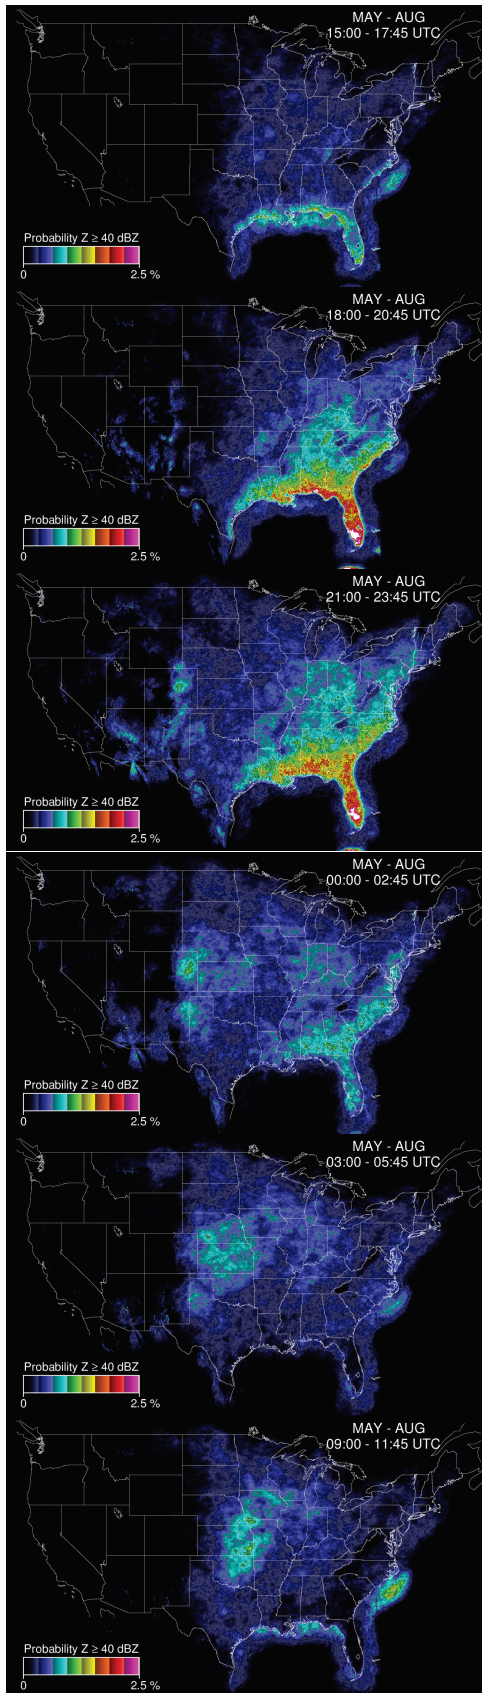 MAY - AUG
15:00 - 17:45 UTC
Probability Z ≥ 40 dBZ
0 2.5 %
MAY - AUG
18:00 - 20:45 UTC
Probability Z ≥ 40 dBZ
0 2.5 %
MAY - AUG
21:00 - 23:45 UTC
Probability Z ≥ 40 dBZ
0 2.5 %
MAY - AUG
00:00 - 02:45 UTC
Probability Z ≥ 40 dBZ
0 2.5 %
MAY - AUG
03:00 - 05:45 UTC
Probability Z ≥ 40 dBZ
0 2.5 %
MAY - AUG
09:00 - 11:45 UTC
Probability Z ≥ 40 dBZ
0 2.5 %